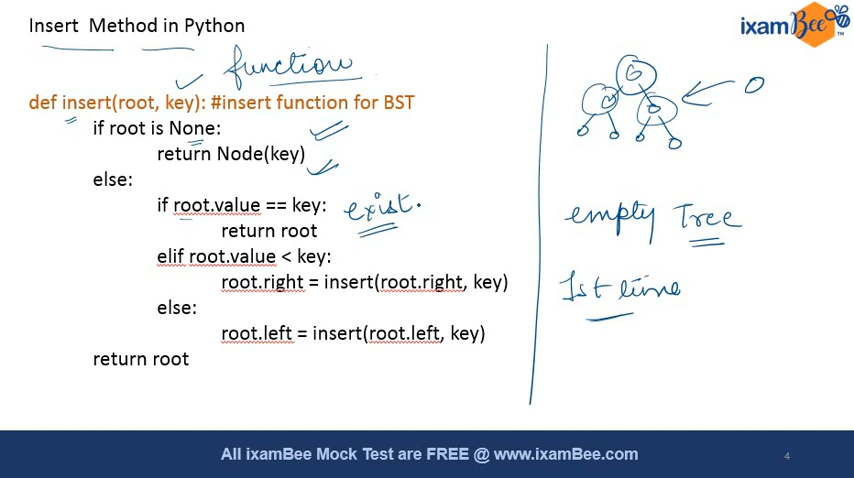 Insert Method in Python
ixamBee
TM
function
def insert(root, key): #insert function for BST
if root is None:
return Node(key)
else:
if root.value == key:
exist.
return root
elif root.value < key:
root.right = insert(root.right, key)
else:
root.left = insert(root.left, key)
return root
empty Tree
1st time
All ixamBee Mock Test are FREE @ www.ixamBee.com
4